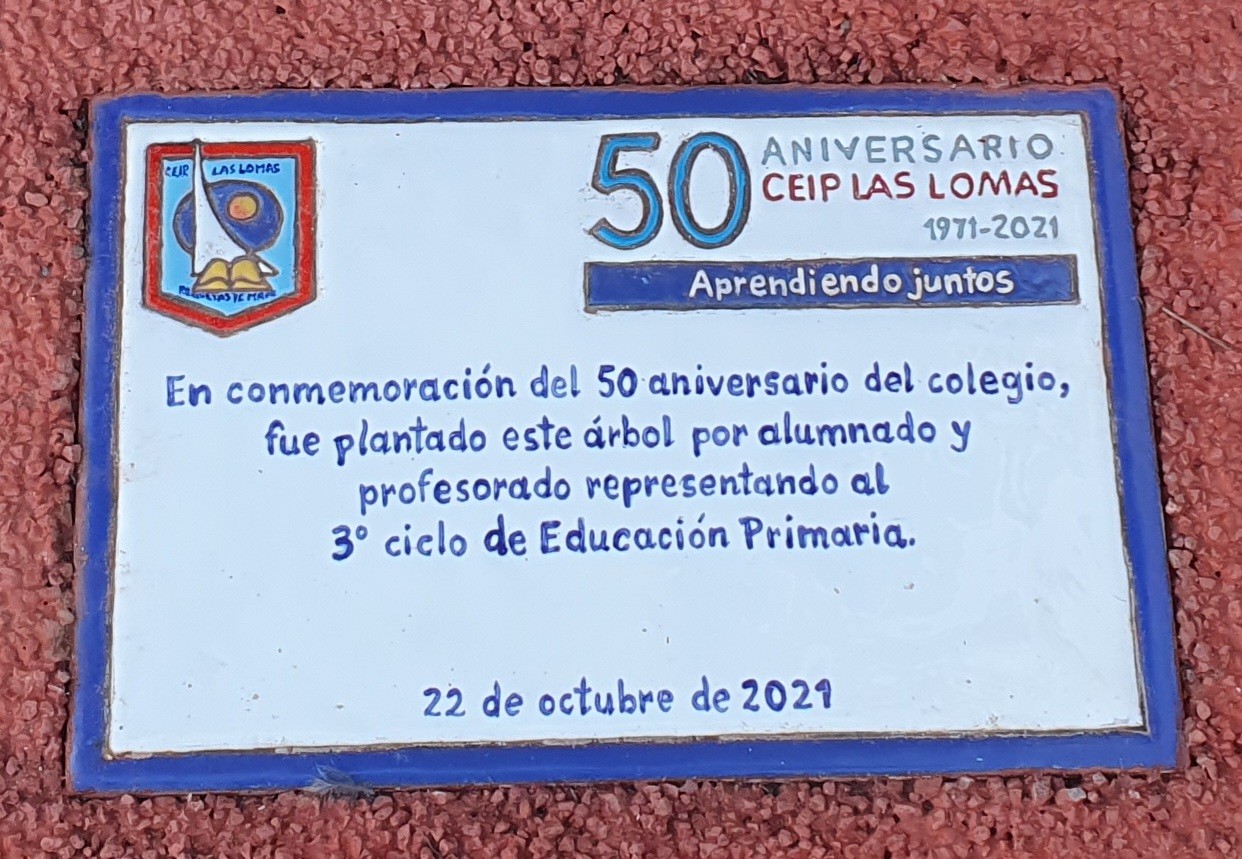 CEIP LAS LOMAS
50 ANIVERSARIO
CEIP LAS LOMAS
1971-2021
Aprendiendo juntos
En conmemoración del 50 aniversario del colegio,
fue plantado este árbol por alumnado y
profesorado representando al
3º ciclo de Educación Primaria.
22 de octubre de 2021